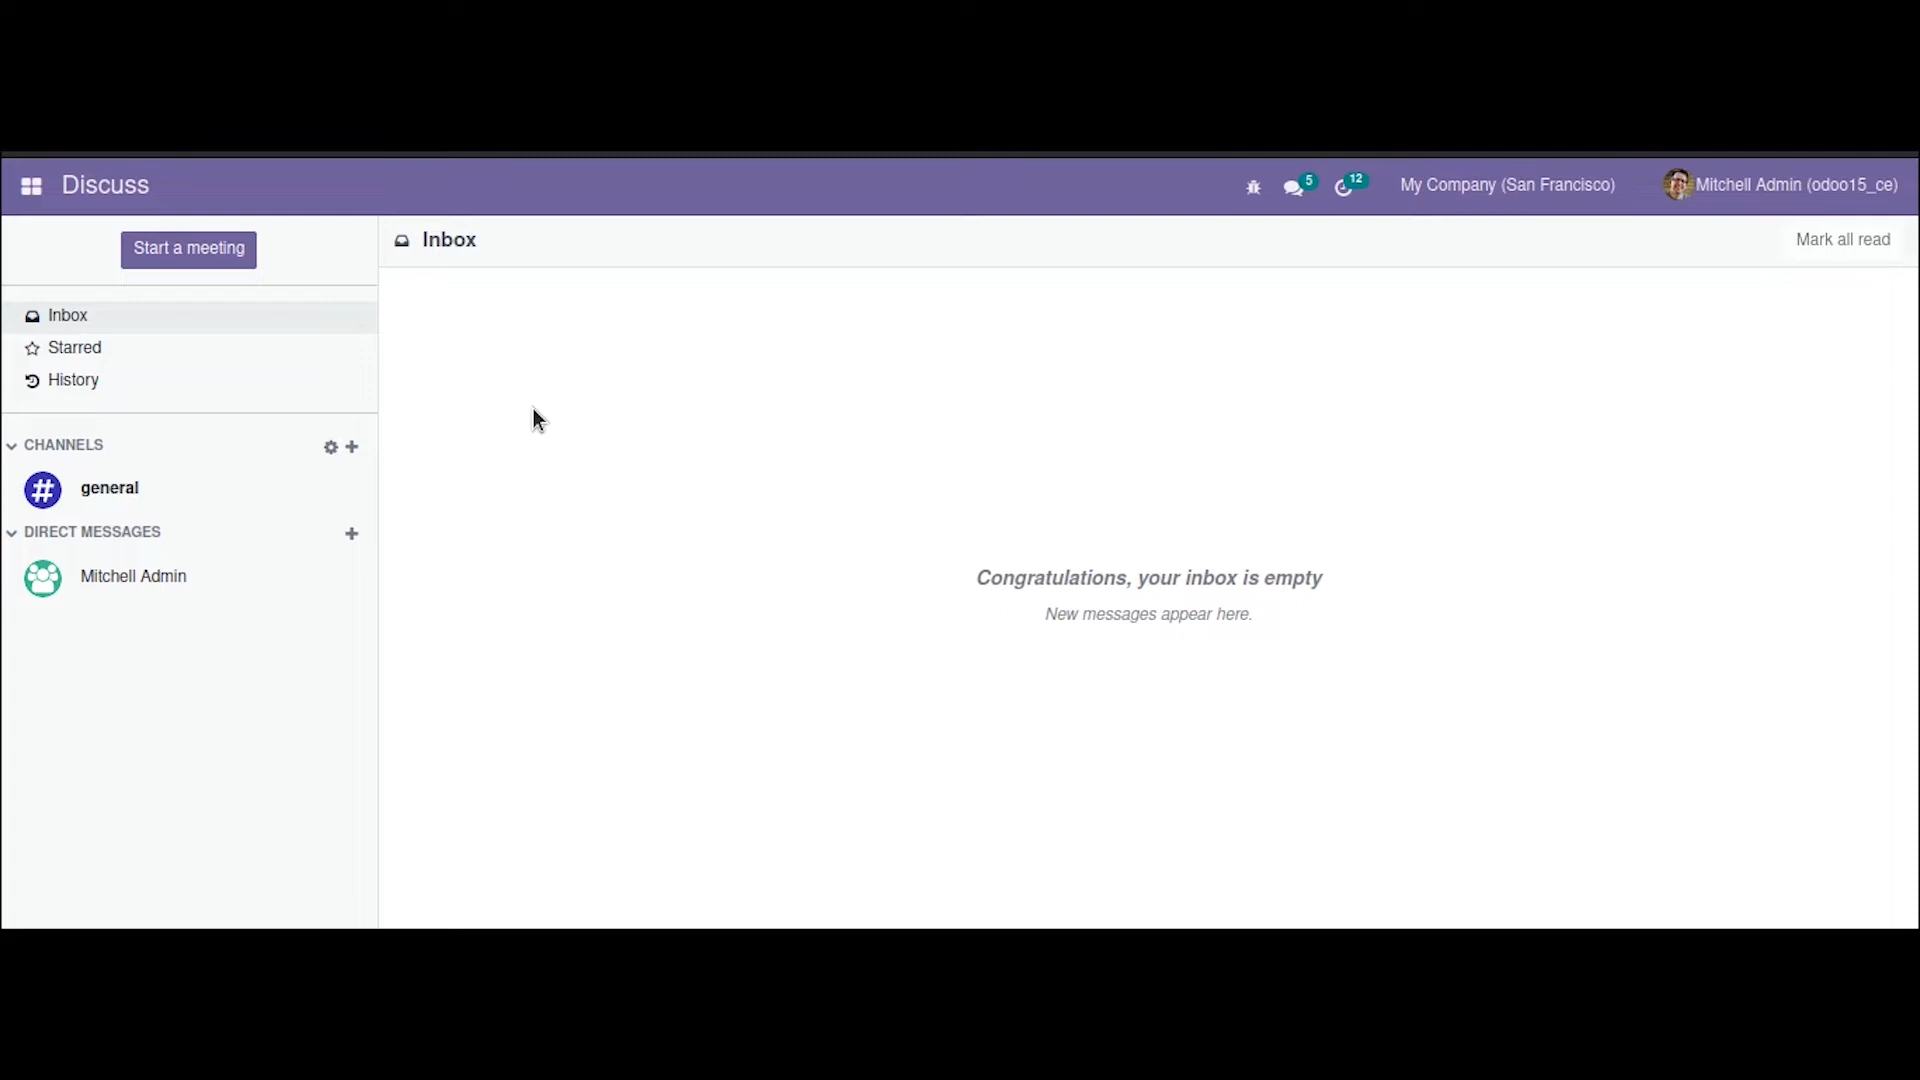 Discuss
5
12
My Company (San Francisco)
Mitchell Admin (odoo15_ce)
Start a meeting
Inbox
Mark all read
Inbox
Starred
History
CHANNELS
general
DIRECT MESSAGES
Mitchell Admin
Congratulations, your inbox is empty
New messages appear here.